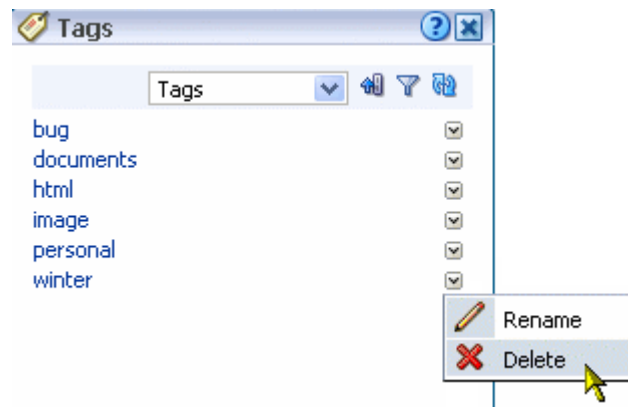 Tags
Tags
bug
documents
html
image
personal
winter
Rename
Delete